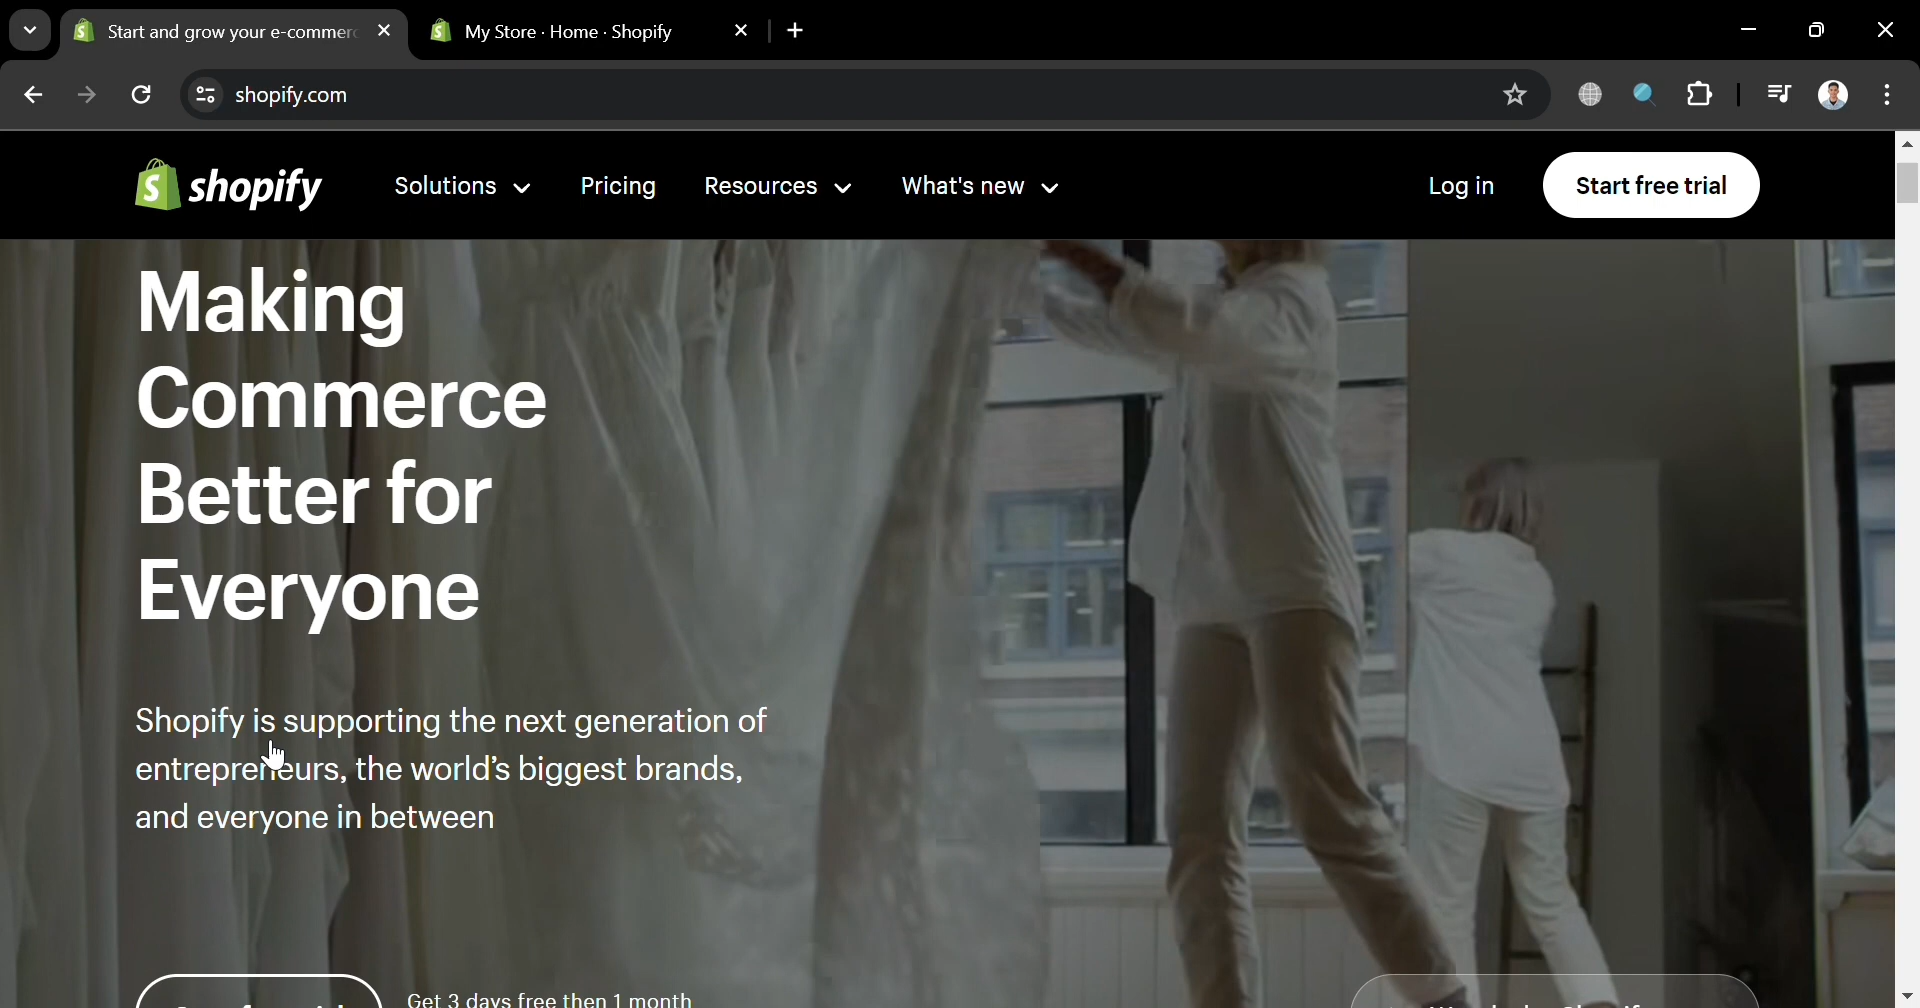 Start and grow your e-commerc
My Store · Home · Shopify
shopify.com
shopify
Solutions
Pricing
Resources
What's new
Log in
Start free trial
Making
Commerce
Better for
Everyone
Shopify is supporting the next generation of
entrepreneurs, the world’s biggest brands,
and everyone in between
Get 3 days free then 1 month